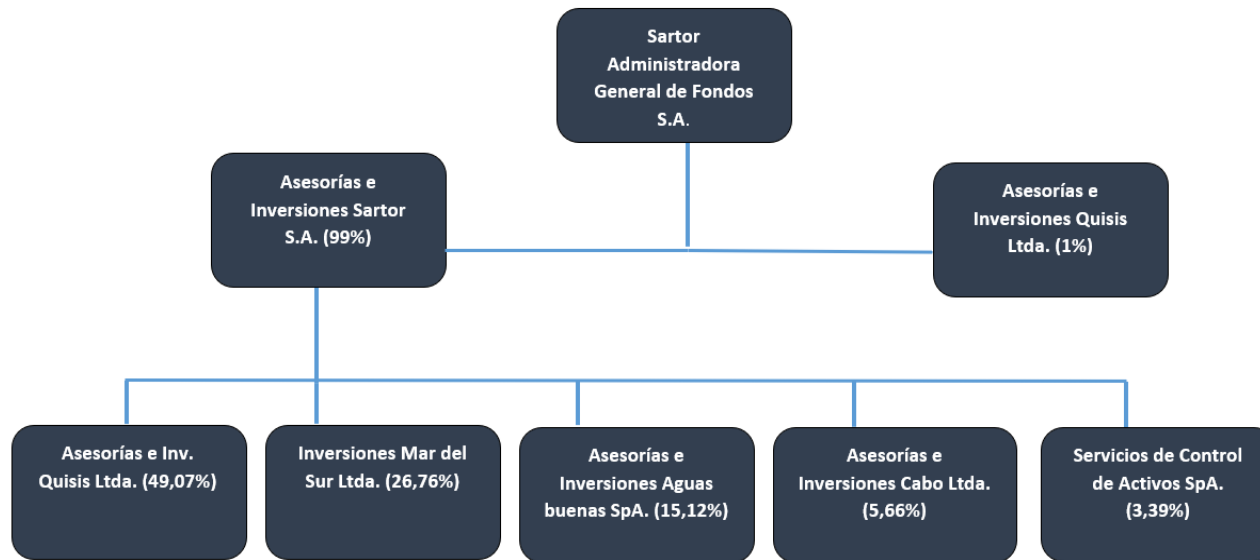 Sartor
Administradora
General de Fondos
S.A.
Asesorías e
Inversiones Sartor
S.A. (99%)
Asesorías e
Inversiones Quisis
Ltda. (1%)
Asesorías e Inv.
Quisis Ltda. (49,07%)
Inversiones Mar del
Sur Ltda. (26,76%)
Asesorías e
Inversiones Aguas
buenas SpA. (15,12%)
Asesorías e
Inversiones Cabo Ltda.
(5,66%)
Servicios de Control
de Activos SpA.
(3,39%)